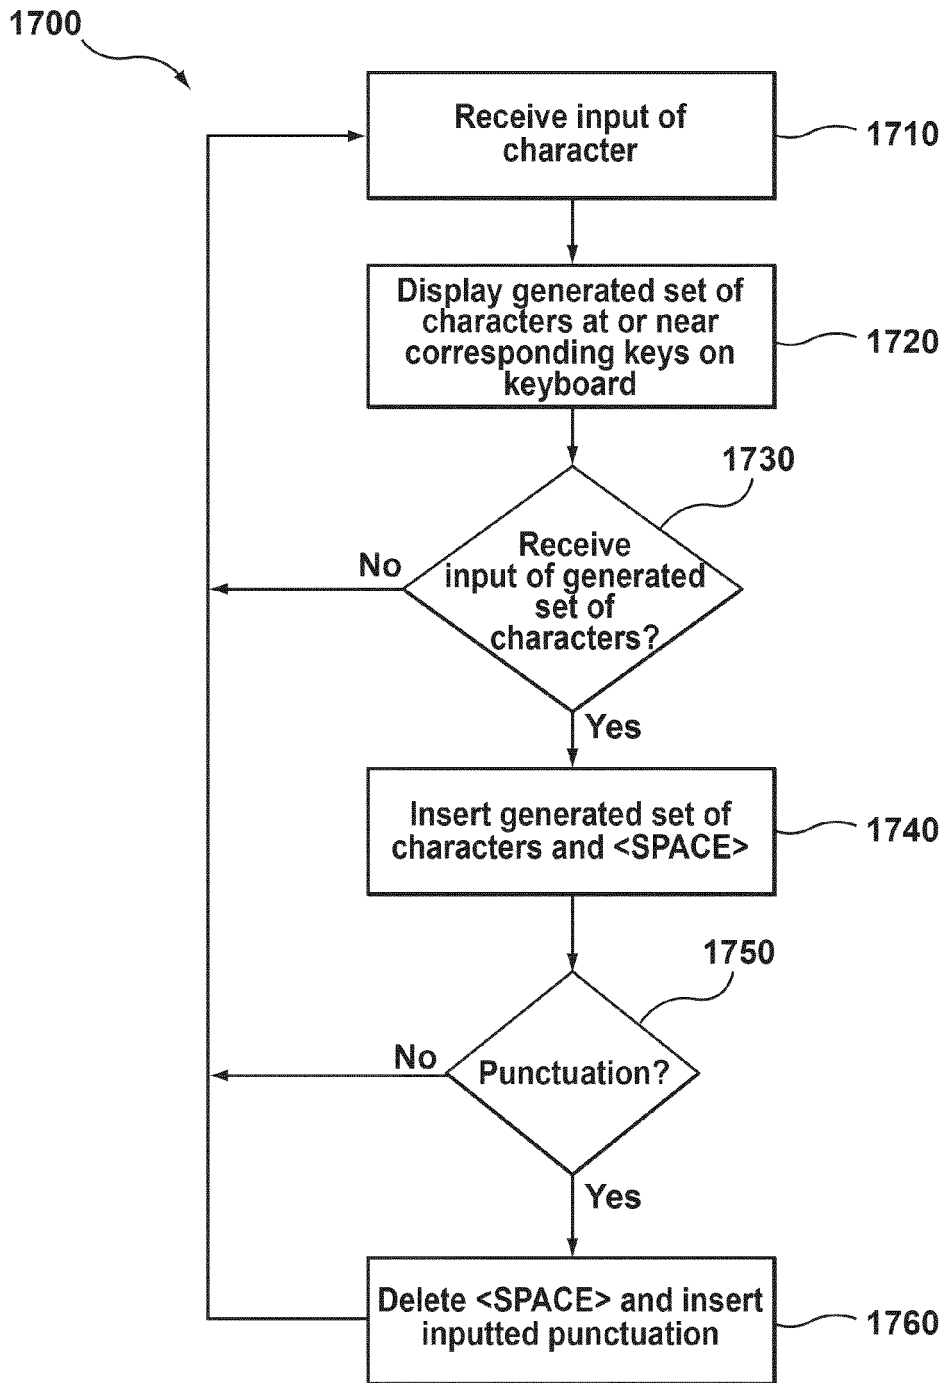 1700
Receive input of
character
1710
Display generated set of
characters at or near
corresponding keys on
keyboard
1720
1730
Receive
input of generated
set of
characters?
No
Yes
Insert generated set of
characters and <SPACE>
1740
1750
Punctuation?
No
Yes
Delete <SPACE> and insert
inputted punctuation
1760